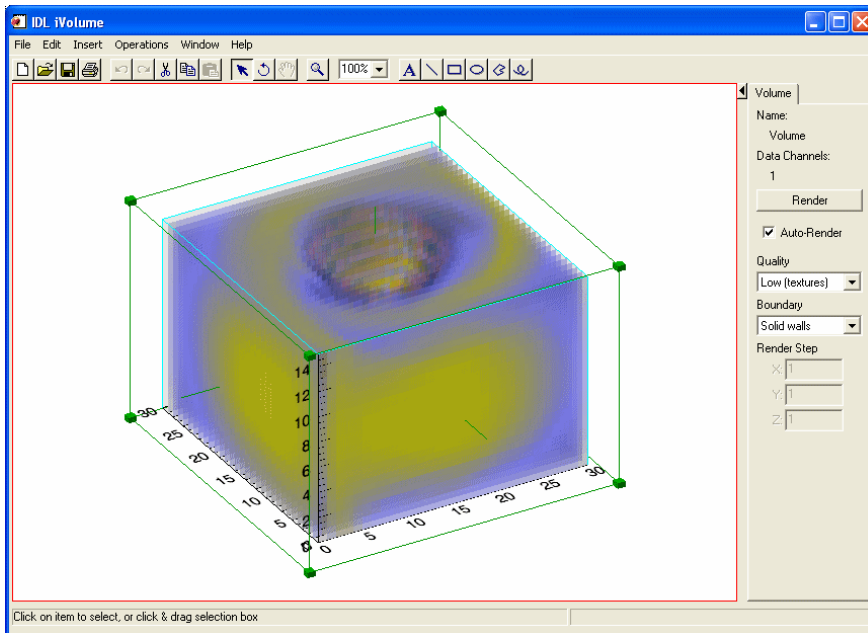 IDL iVolume
File Edit Insert Operations Window Help
100%
A
Volume
Name:
Volume
Data Channels:
1
Render
Auto-Render
Quality
Low (textures)
Boundary
Solid walls
Render Step
X: 1
Y: 1
Z: 1
14
12
10
8
6
4
2
0
30
25
20
15
10
5
0
5
10
15
20
25
30
Click on item to select, or click & drag selection box